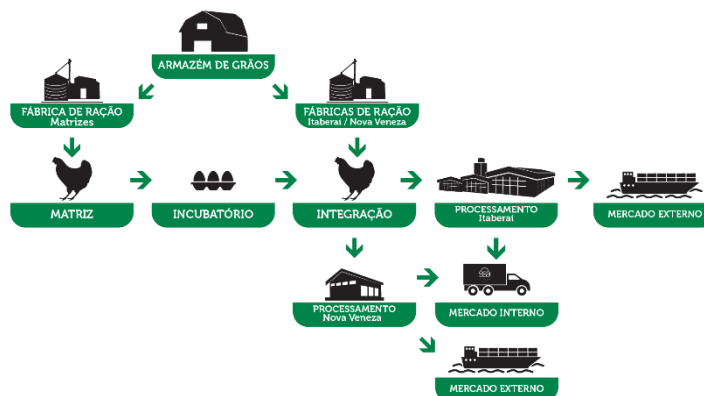 ARMAZÉM DE GRÃOS
FÁBRICA DE RAÇÃO
Matrizes
FÁBRICAS DE RAÇÃO
Itaberaí / Nova Veneza
MATRIZ
INCUBATÓRIO
INTEGRAÇÃO
PROCESSAMENTO
Itaberaí
MERCADO EXTERNO
PROCESSAMENTO
Nova Veneza
MERCADO INTERNO
MERCADO EXTERNO